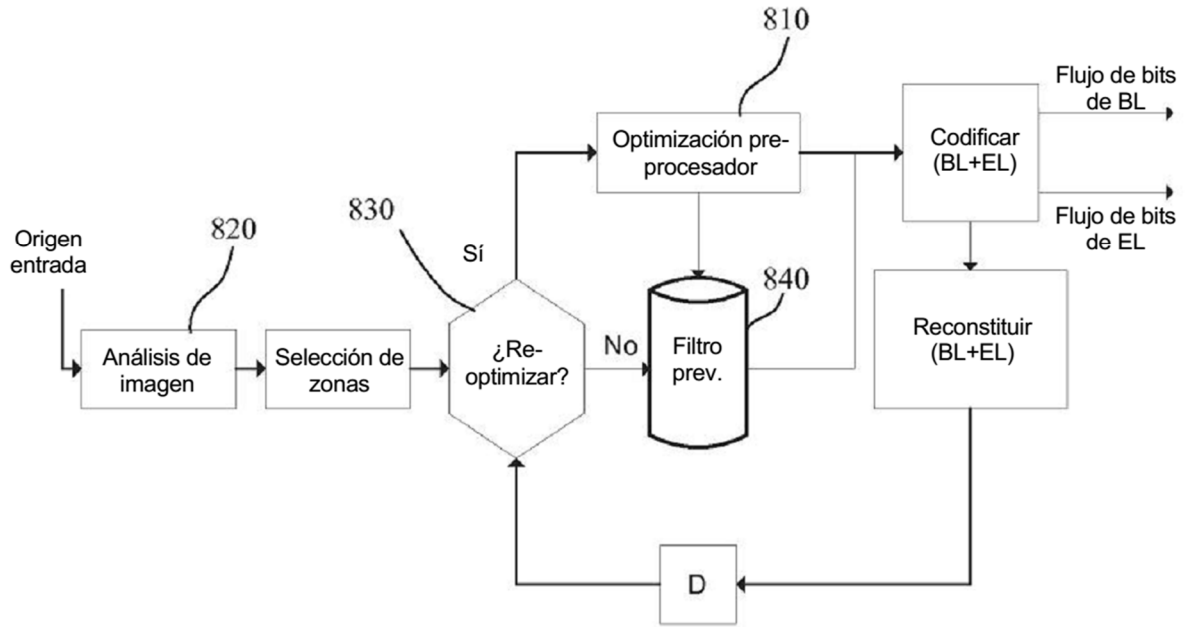 810
Flujo de bits
de BL
Optimización pre-
procesador
Codificar
(BL+EL)
830
820
Sí
Flujo de bits
de EL
Origen
entrada
840
Análisis de
imagen
Selección de
zonas
¿Re-
optimizar?
No
Filtro
prev.
Reconstituir
(BL+EL)
D